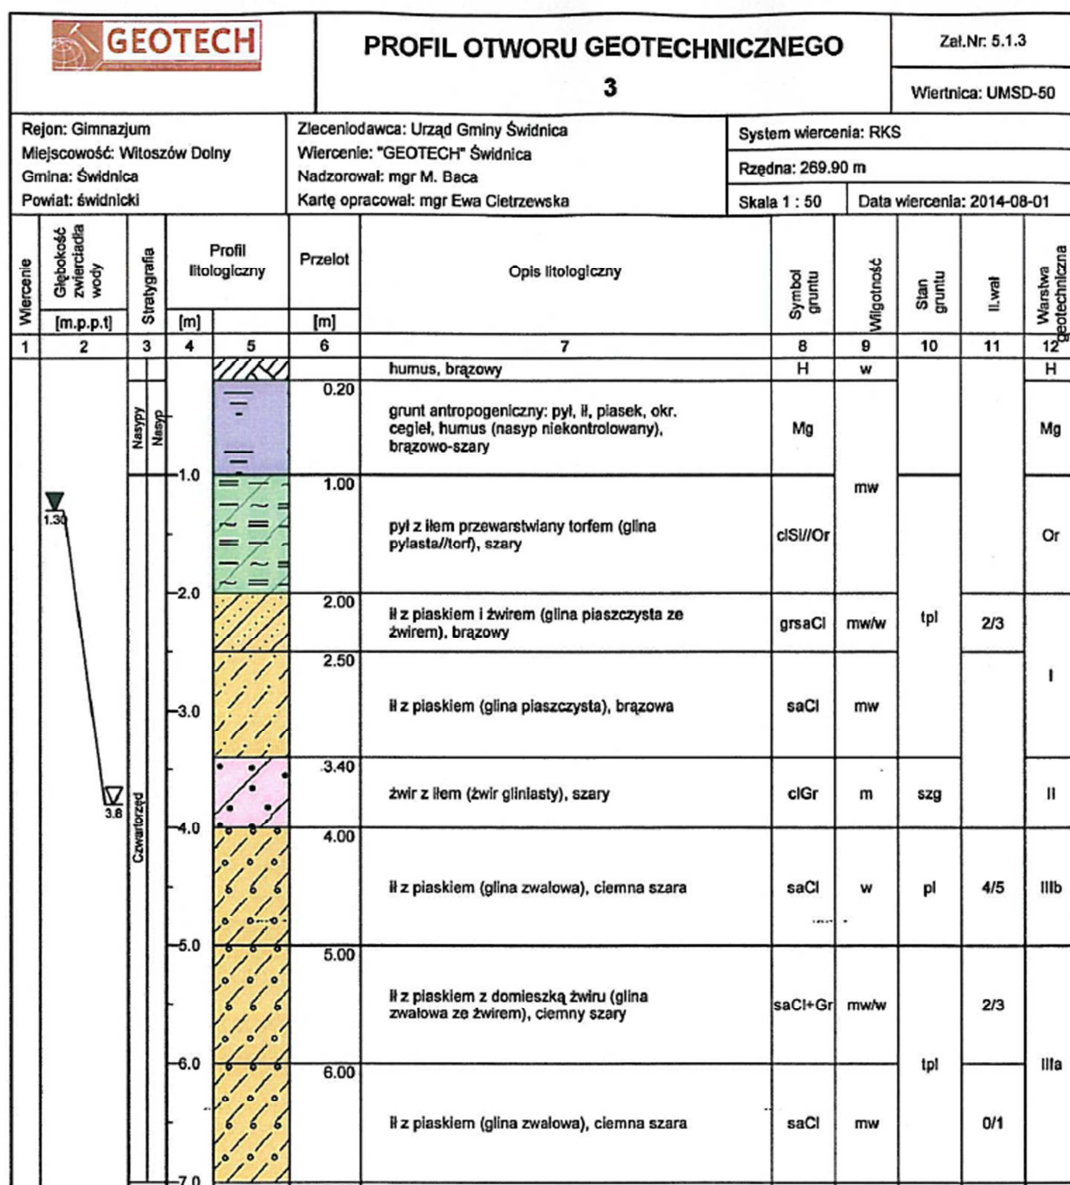 GEOTECH
PROFIL OTWORU GEOTECHNICZNEGO
3
Zał.Nr: 5.1.3
Wiertnica: UMSD-50
Rejon: Gimnazjum
Miejscowość: Witoszów Dolny
Gmina: Świdnica
Powiat: świdnicki
Zleceniodawca: Urząd Gminy Świdnica
Wiercenie: "GEOTECH" Świdnica
Nadzorował: mgr M. Baca
Kartę opracował: mgr Ewa Cietrzewska
System wiercenia: RKS
Rzędna: 269.90 m
Skala 1 : 50
Data wiercenia: 2014-08-01
Wiercenie
Głębokość
zwierciadła
wody
[m.p.p.t]
Stratygrafia
Profil
litologiczny
[m]
Przelot
[m]
Opis litologiczny
Symbol
gruntu
Wilgotność
Stan
gruntu
Il.wał
Warstwa
geotechniczna
1 2 3 4 5 6 7 8 9 10 11 12
humus, brązowy H w H
Nasypy
Nasyp
0.20
grunt antropogeniczny: pył, ił, piasek, okr.
cegieł, humus (nasyp niekontrolowany),
brązowo-szary
Mg
Mg
-1.0
1.00
mw
1.30
pył z iłem przewarstwiany torfem (glina
pylasta//torf), szary
clSI//Or
Or
-2.0
2.00
ił z piaskiem i żwirem (glina piaszczysta ze
żwirem), brązowy
grsaCl mw/w tpl 2/3
2.50
I
-3.0
ił z piaskiem (glina piaszczysta), brązowa saCl mw
3.40
3.8
żwir z iłem (żwir gliniasty), szary clGr m szg II
Czwartorzęd
-4.0
4.00
ił z piaskiem (glina zwałowa), ciemna szara saCl w pl 4/5 IIIb
-5.0
5.00
ił z piaskiem z domieszką żwiru (glina
zwałowa ze żwirem), ciemny szary
saCl+Gr mw/w 2/3
-6.0
6.00
tpl
IIIa
ił z piaskiem (glina zwałowa), ciemna szara saCl mw 0/1
-7.0